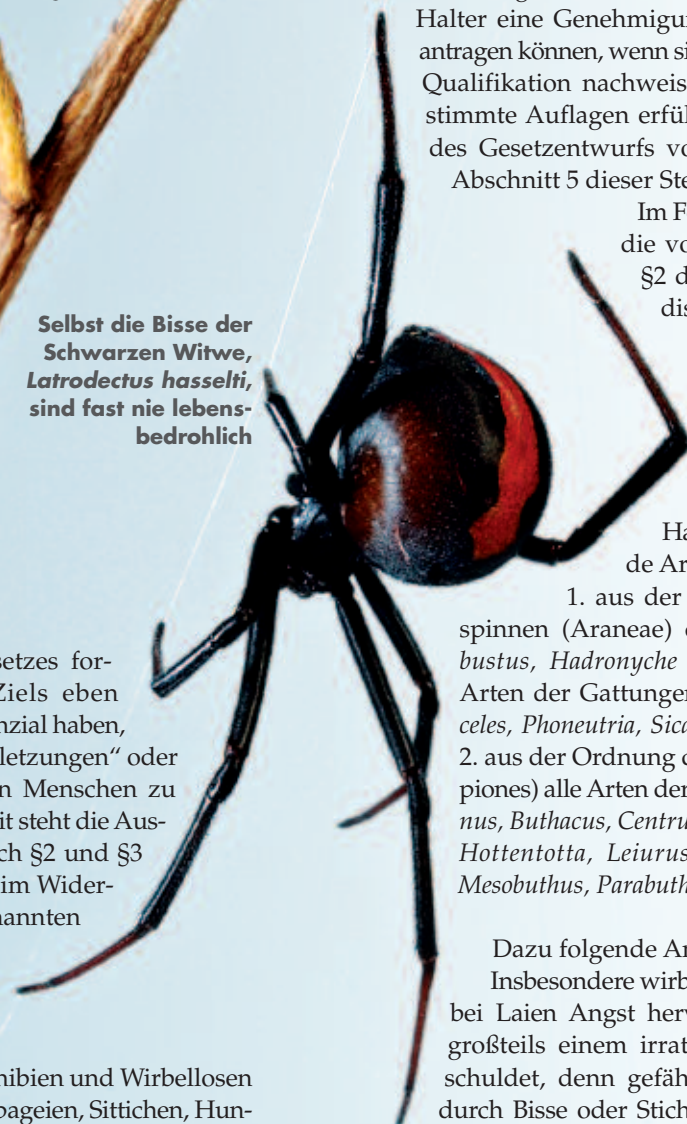 Selbst die Bisse der
Schwarzen Witwe,
Latrodectus hasselti,
sind fast nie lebens-
bedrohlich
setzes for-
Ziels eben
nzial haben,
letzungen“ oder
n Menschen zu
it steht die Aus-
ch §2 und §3
im Wider-
nannten
hibien und Wirbellosen
pageien, Sittichen, Hun-
Halter eine Genehmigun
antragen können, wenn si
Qualifikation nachweis
stimmte Auflagen erfül
des Gesetzentwurfs vo
Abschnitt 5 dieser Ste
Im F
die vo
§2 d
dis
Ha
de Ar
1. aus der
spinnen (Araneae)
bustus, Hadronyche
Arten der Gattungen
celes, Phoneutria, Sica
2. aus der Ordnung d
piones) alle Arten der
nus, Buthacus, Centru
Hottentotta, Leiurus
Mesobuthus, Parabuth
Dazu folgende An
Insbesondere wirb
bei Laien Angst herv
großteils einem irrat
schuldet, denn gefäh
durch Bisse oder Stich